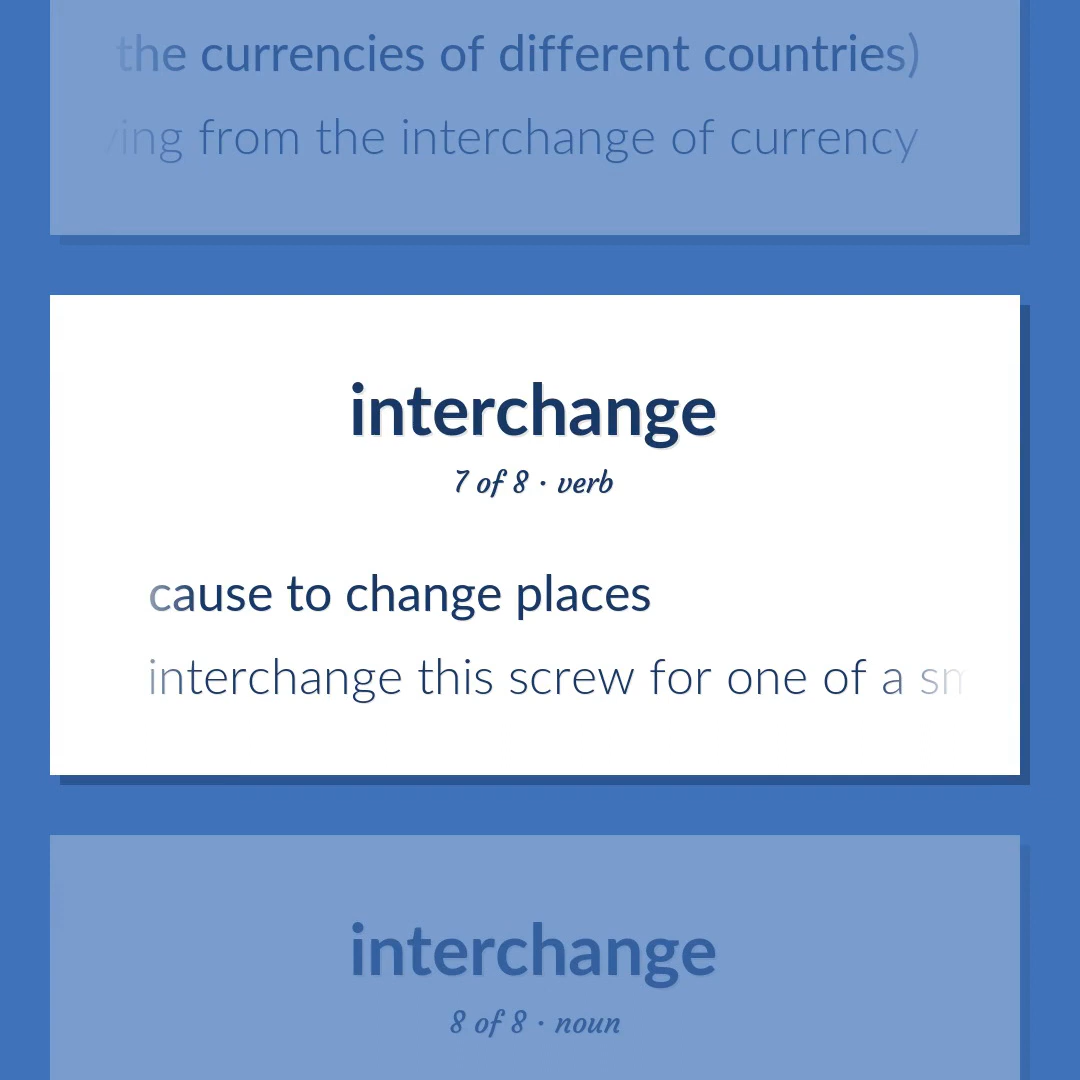 the currencies of different countries)
from the interchange of currency
interchange
7 of 8 · verb
cause to change places
interchange this screw for one of a
interchange
8 of 8 · noun